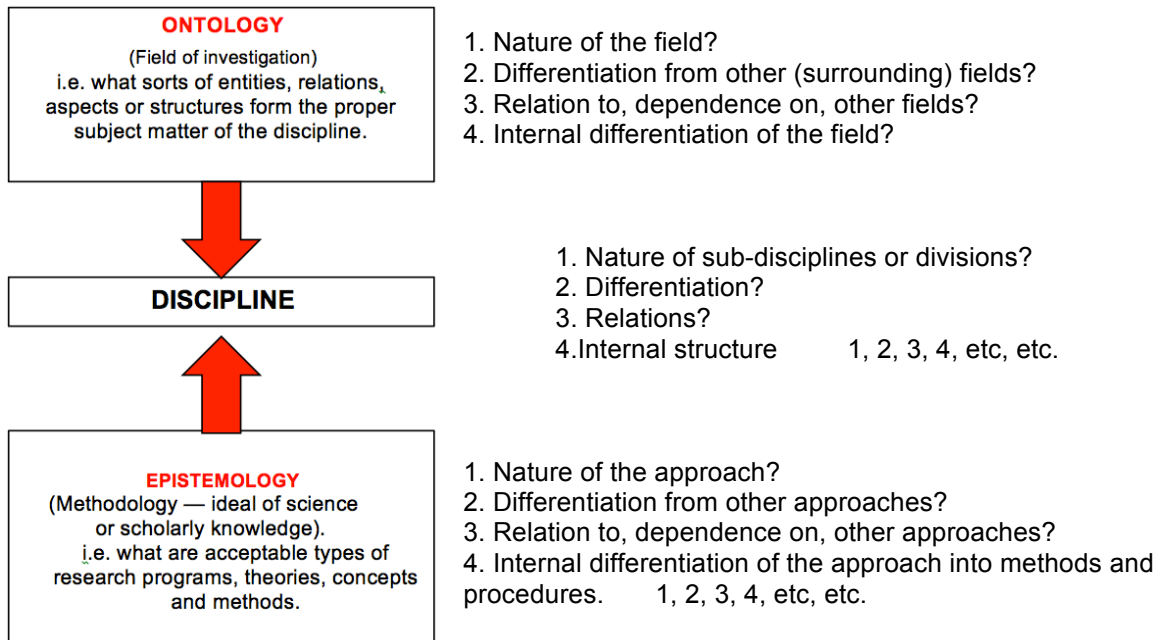 ONTOLOGY
(Field of investigation)
i.e. what sorts of entities, relations,
aspects or structures form the proper
subject matter of the discipline.
1. Nature of the field?
2. Differentiation from other (surrounding) fields?
3. Relation to, dependence on, other fields?
4. Internal differentiation of the field?
DISCIPLINE
1. Nature of sub-disciplines or divisions?
2. Differentiation?
3. Relations?
4.Internal structure 1, 2, 3, 4, etc, etc.
EPISTEMOLOGY
(Methodology — ideal of science
or scholarly knowledge).
i.e. what are acceptable types of
research programs, theories, concepts
and methods.
1. Nature of the approach?
2. Differentiation from other approaches?
3. Relation to, dependence on, other approaches?
4. Internal differentiation of the approach into methods and
procedures. 1, 2, 3, 4, etc, etc.